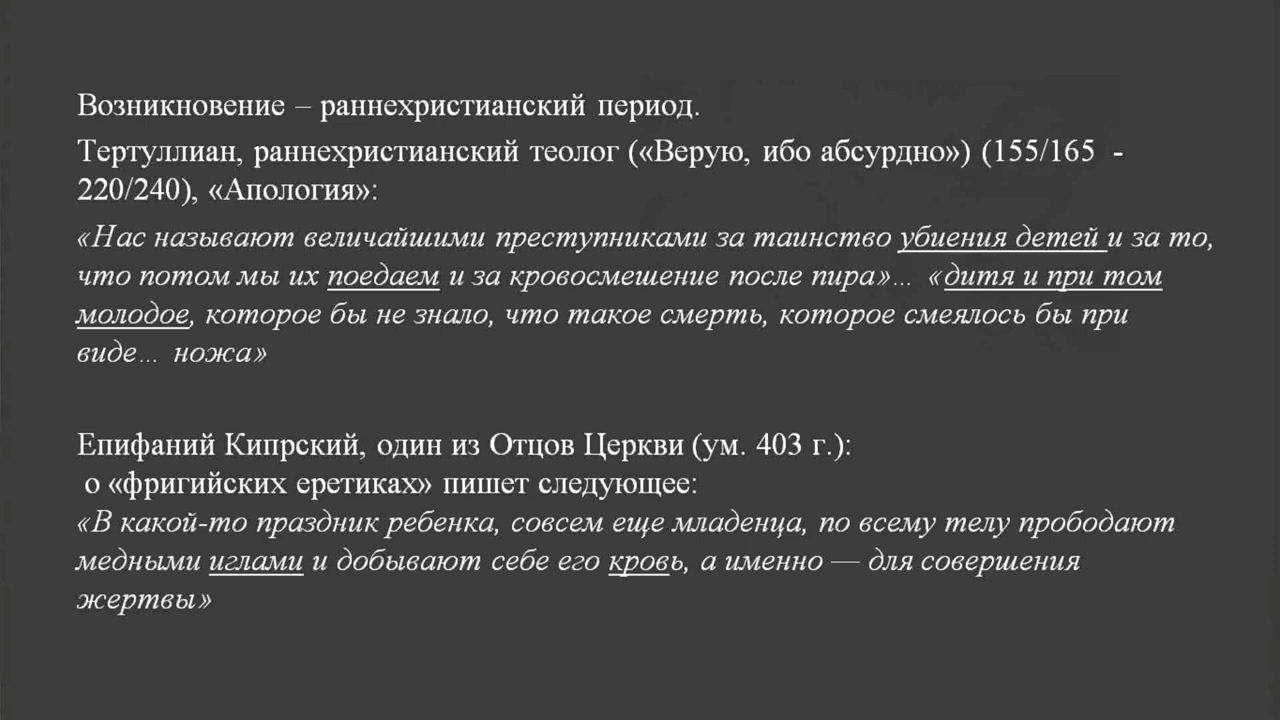 Возникновение – раннехристианский период.
Тертуллиан, раннехристианский теолог («Верую, ибо абсурдно») (155/165 -
220/240), «Апология»:
«Нас называют величайшими преступниками за таинство убиения детей и за то,
что потом мы их поедаем и за кровосмешение после пира»… «дитя и при том
молодое, которое бы не знало, что такое смерть, которое смеялось бы при
виде… ножа»
Епифаний Кипрский, один из Отцов Церкви (ум. 403 г.):
о «фригийских еретиках» пишет следующее:
«В какой-то праздник ребенка, совсем еще младенца, по всему телу прободают
медными иглами и добывают себе его кровь, а именно — для совершения
жертвы»